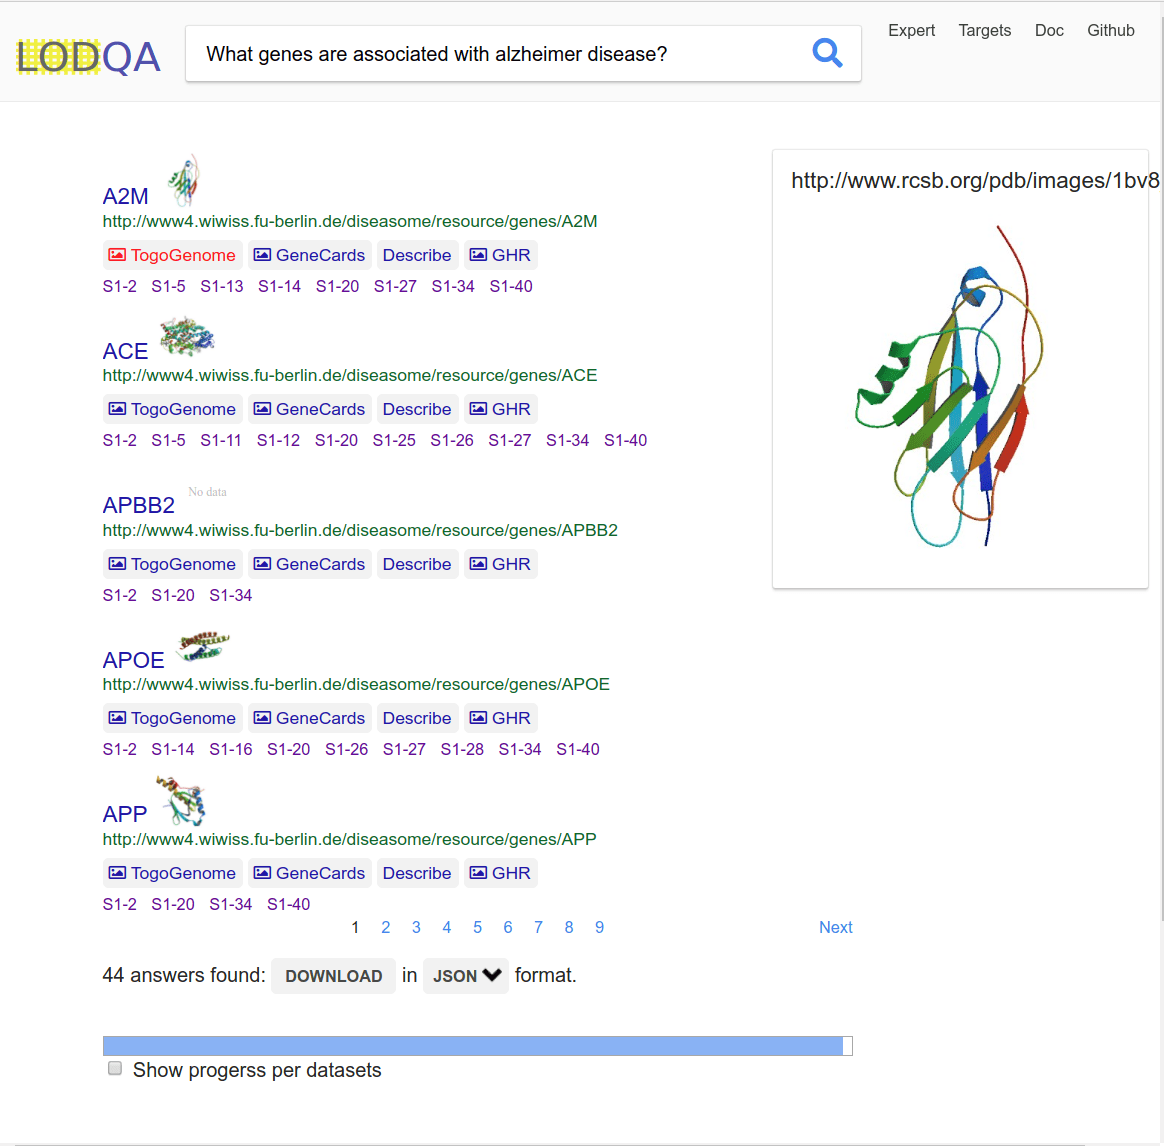 LODQA
What genes are associated with alzheimer disease?
Expert Targets Doc Github
A2M
http://www4.wiwiss.fu-berlin.de/diseasome/resource/genes/A2M
TogoGenome GeneCards Describe GHR
S1-2 S1-5 S1-13 S1-14 S1-20 S1-27 S1-34 S1-40
ACE
http://www4.wiwiss.fu-berlin.de/diseasome/resource/genes/ACE
TogoGenome GeneCards Describe GHR
S1-2 S1-5 S1-11 S1-12 S1-20 S1-25 S1-26 S1-27 S1-34 S1-40
APBB2 No data
http://www4.wiwiss.fu-berlin.de/diseasome/resource/genes/APBB2
TogoGenome GeneCards Describe GHR
S1-2 S1-20 S1-34
APOE
http://www4.wiwiss.fu-berlin.de/diseasome/resource/genes/APOE
TogoGenome GeneCards Describe GHR
S1-2 S1-14 S1-16 S1-20 S1-26 S1-27 S1-28 S1-34 S1-40
APP
http://www4.wiwiss.fu-berlin.de/diseasome/resource/genes/APP
TogoGenome GeneCards Describe GHR
S1-2 S1-20 S1-34 S1-40
1 2 3 4 5 6 7 8 9 Next
44 answers found: DOWNLOAD in JSON format.
Show progerss per datasets
http://www.rcsb.org/pdb/images/1bv8